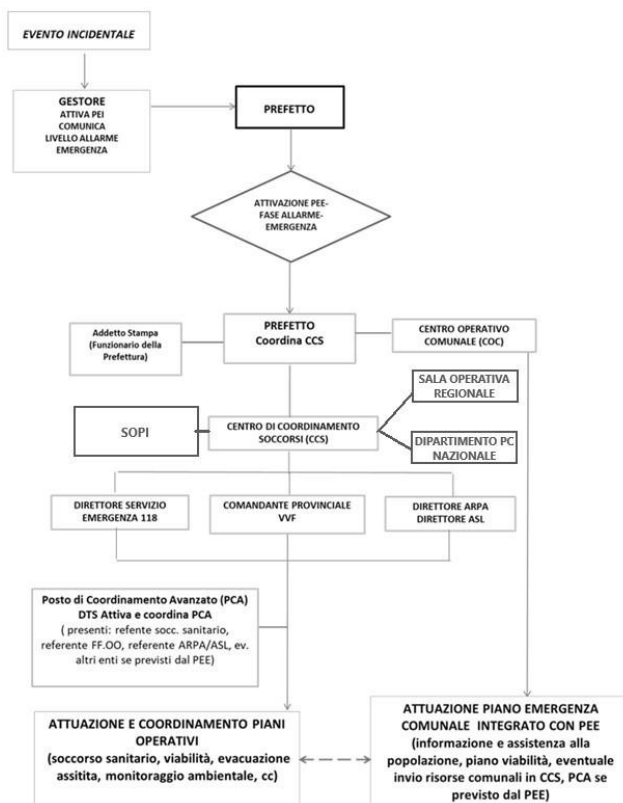 EVENTO INCIDENTALE
GESTORE
ATTIVA PEI
COMUNICA
LIVELLO ALLARME
EMERGENZA
PREFETTO
ATTIVAZIONE PEE-
FASE ALLARME-
EMERGENZA
Addetto Stampa
(Funzionario della
Prefettura)
PREFETTO
Coordina CCS
CENTRO OPERATIVO
COMUNALE (COC)
SALA OPERATIVA
REGIONALE
SOPI
CENTRO DI COORDINAMENTO
SOCCORSI (CCS)
DIPARTIMENTO PC
NAZIONALE
DIRETTORE SERVIZIO
EMERGENZA 118
COMANDANTE PROVINCIALE
VVF
DIRETTORE ARPA
DIRETTORE ASL
Posto di Coordinamento Avanzato (PCA)
DTS Attiva e coordina PCA
( presenti: refente socc. sanitario,
referente FF.OO, referente ARPA/ASL, ev.
altri enti se previsti dal PEE)
ATTUAZIONE E COORDINAMENTO PIANI
OPERATIVI
(soccorso sanitario, viabilità, evacuazione
assitita, monitoraggio ambientale, cc)
ATTUAZIONE PIANO EMERGENZA
COMUNALE INTEGRATO CON PEE
(informazione e assistenza alla
popolazione, piano viabilità, eventuale
invio risorse comunali in CCS, PCA se
previsto dal PEE)